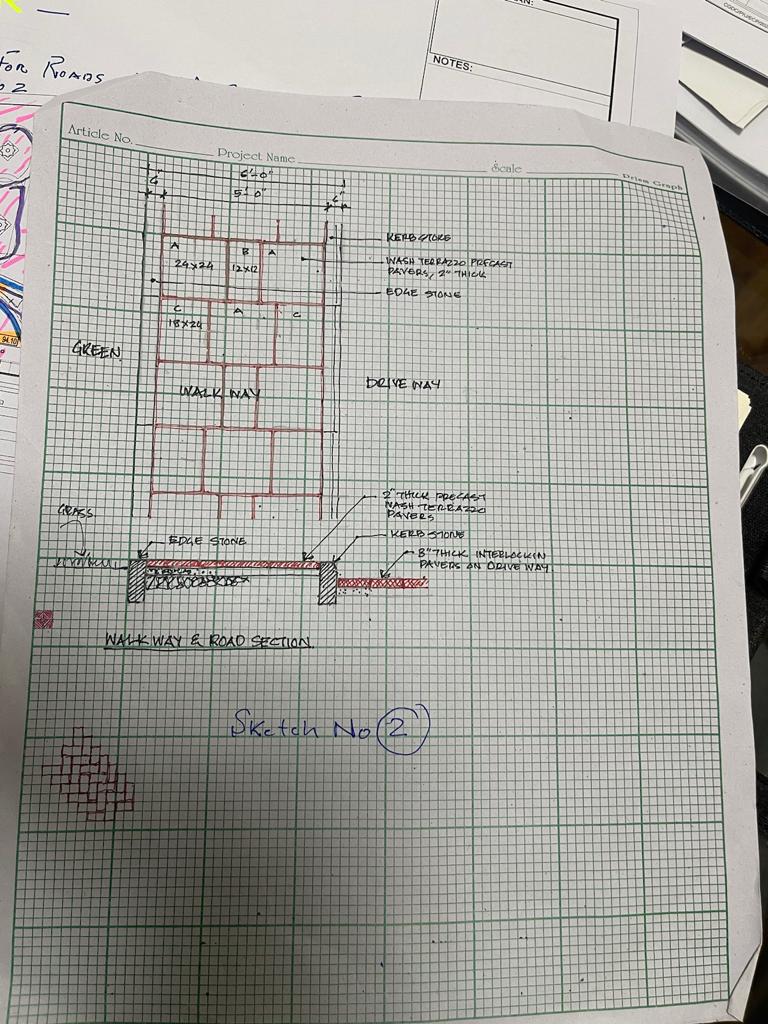 NOTES:
FOR ROADS
2
Article No.
Project Name
Scale
Prism Graph
6'-0"
6"
5'-0"
6"
KERB STONE
A
B
A
24X24
12X12
WASH TERRAZZO PRECAST
PAVERS, 2" THICK
EDGE STONE
C
A
C
18X24
GREEN
WALK WAY
DRIVE WAY
2" THICK PRECAST
WASH TERRAZZO
PAVERS
GRASS
EDGE STONE
KERB STONE
3" THICK INTERLOCKIN
PAVERS ON DRIVE WAY
WALK WAY & ROAD SECTION
Sketch No 2